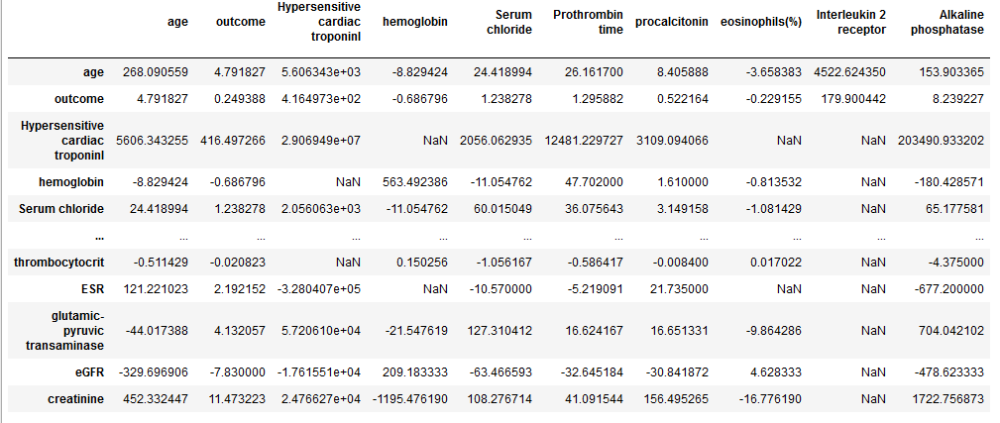 age outcome Hypersensitive cardiac troponinI hemoglobin Serum chloride Prothrombin time procalcitonin eosinophils(%) Interleukin 2 receptor Alkaline phosphatase
age 268.090559 4.791827 5.606343e+03 -8.829424 24.418994 26.161700 8.405888 -3.658383 4522.624350 153.903365
outcome 4.791827 0.249388 4.164973e+02 -0.686796 1.238278 1.295882 0.522164 -0.229155 179.900442 8.239227
Hypersensitive cardiac troponinI 5606.343255 416.497266 2.906949e+07 NaN 2056.062935 12481.229727 3109.094066 NaN NaN 203490.933202
hemoglobin -8.829424 -0.686796 NaN 563.492386 -11.054762 47.702000 1.610000 -0.813532 NaN -180.428571
Serum chloride 24.418994 1.238278 2.056063e+03 -11.054762 60.015049 36.075643 3.149158 -1.081429 NaN 65.177581
... ... ... ... ... ... ... ... ... ... ...
thrombocytocrit -0.511429 -0.020823 NaN 0.150256 -1.056167 -0.586417 -0.008400 0.017022 NaN -4.375000
ESR 121.221023 2.192152 -3.280407e+05 NaN -10.570000 -5.219091 21.735000 NaN NaN -677.200000
glutamic-pyruvic transaminase -44.017388 4.132057 5.720610e+04 -21.547619 127.310412 16.624167 16.651331 -9.864286 NaN 704.042102
eGFR -329.696906 -7.830000 -1.761551e+04 209.183333 -63.466593 -32.645184 -30.841872 4.628333 NaN -478.623333
creatinine 452.332447 11.473223 2.476627e+04 -1195.476190 108.276714 41.091544 156.495265 -16.776190 NaN 1722.756873